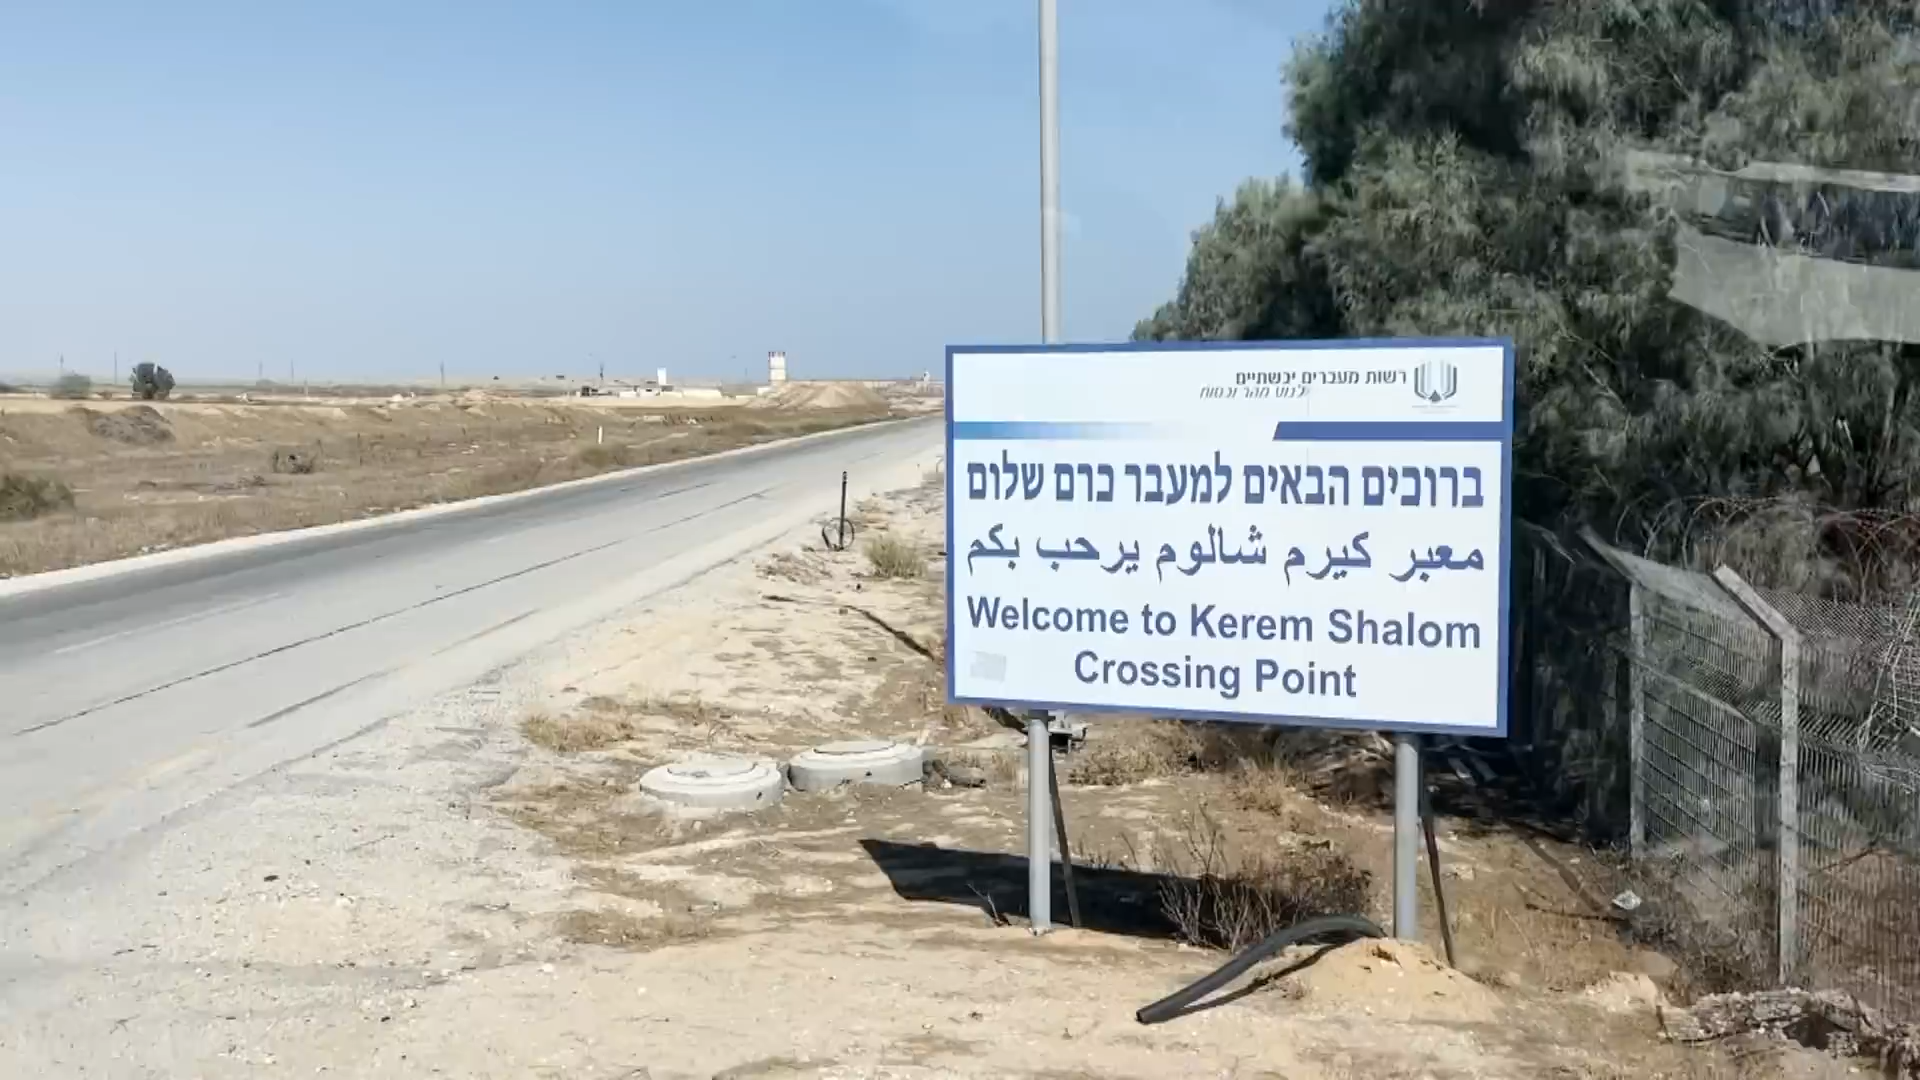 רשות מעברים יבשתיים
ברוכים הבאים למעבר כרם שלום
معبر كيرم شالوم يرحب بكم
Welcome to Kerem Shalom
Crossing Point